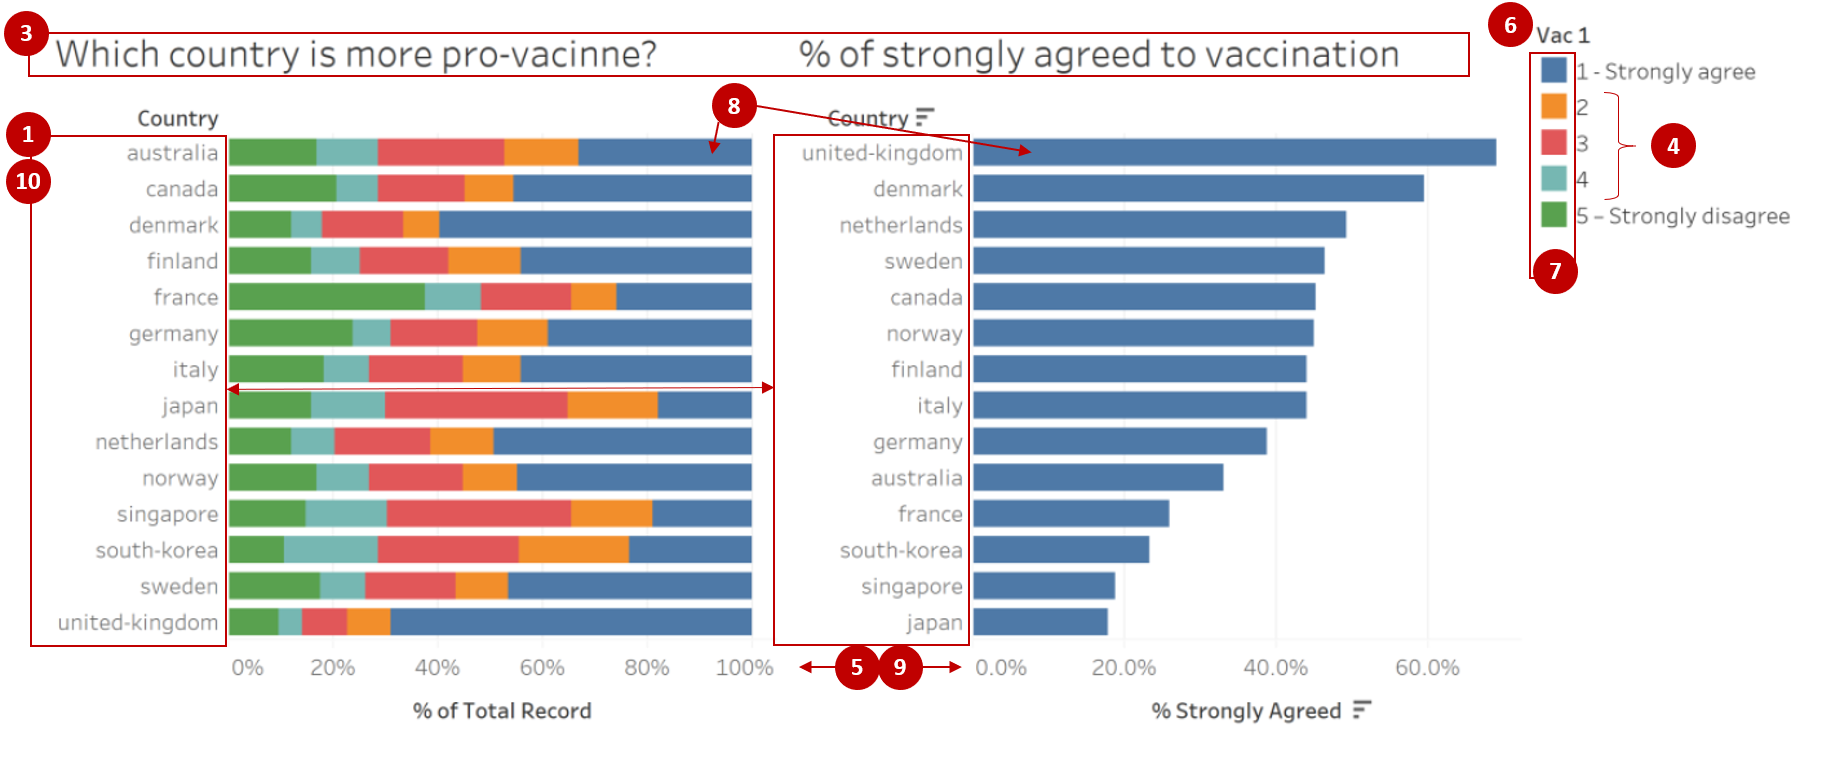 3
Which country is more pro-vacinne?
% of strongly agreed to vaccination
6
Vac 1
1 - Strongly agree
2
3
4
5 – Strongly disagree
4
7
8
1
10
Country
australia
canada
denmark
finland
france
germany
italy
japan
netherlands
norway
singapore
south-korea
sweden
united-kingdom
0% 20% 40% 60% 80% 100%
% of Total Record
Country
united-kingdom
denmark
netherlands
sweden
canada
norway
finland
italy
germany
australia
france
south-korea
singapore
japan
5 9
0.0% 20.0% 40.0% 60.0%
% Strongly Agreed